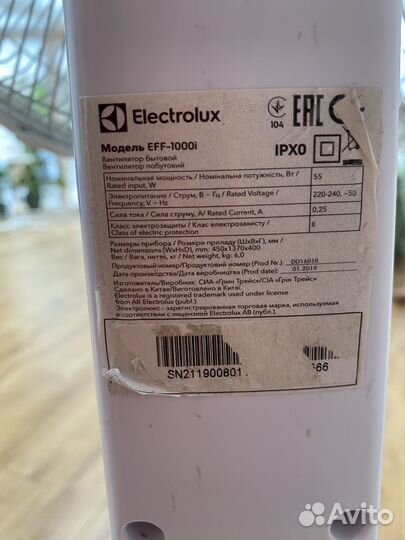 Electrolux
104
EAC
CE
Модель EFF-1000i
IPX0
Вентилятор бытовой
Вентилятор побутовий
Номинальная мощность / Номінальна потужність, Вт /
Rated input, W
55
Электропитание / Струм, В ~ Гц / Rated Voltage /
Frequency, V ~ Hz
220-240, ~50
Сила тока / Сила струму, А/ Rated Current, A
0,25
Класс электрозащиты / Клас електрозахисту /
Class of electric protection
II
Размеры прибора / Розміри приладу (ШхВхГ), мм /
Net dimensions (WxHxD), mm: 450x1370x400
Вес / Вага, нетто, кг / Net weight, kg: 6,0
Продуктовый номер/Продуктовий номер (Prod Nr.)
Дата производства/Дата виробництва (Prod date) 01.2019
Изготовитель/Виробник: СИА «Грин Трейс»/СІА «Грін Трейс»
Сделано в Китае/Виготовлено в Китаї
Electrolux is a registered trademark used under license
from AB Electrolux (publ.)
Электролюкс – зарегистрированная торговая марка, используемая
в соответствии с лицензией Electrolux AB (публ.).
SN211900801
66
Avito